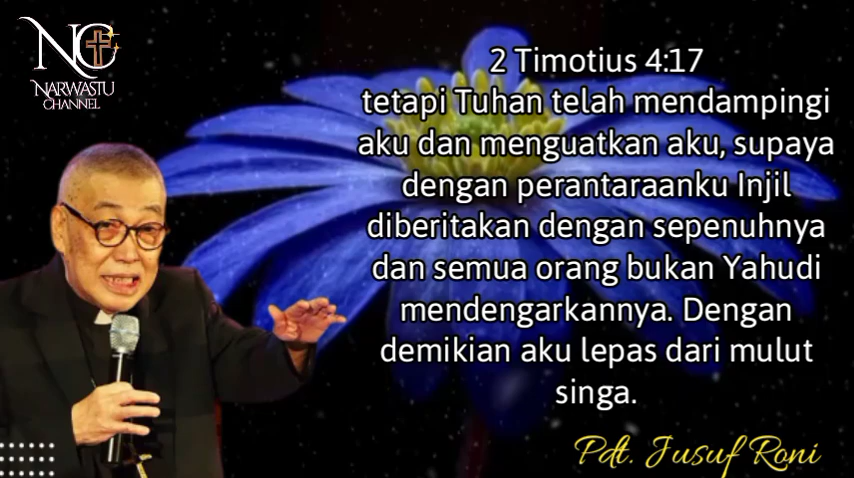 NC
NARWASTU
CHANNEL
2 Timotius 4:17
tetapi Tuhan telah mendampingi
aku dan menguatkan aku, supaya
dengan perantaraanku Injil
diberitakan dengan sepenuhnya
dan semua orang bukan Yahudi
mendengarkannya. Dengan
demikian aku lepas dari mulut
singa.
Pdt. Jusuf Roni